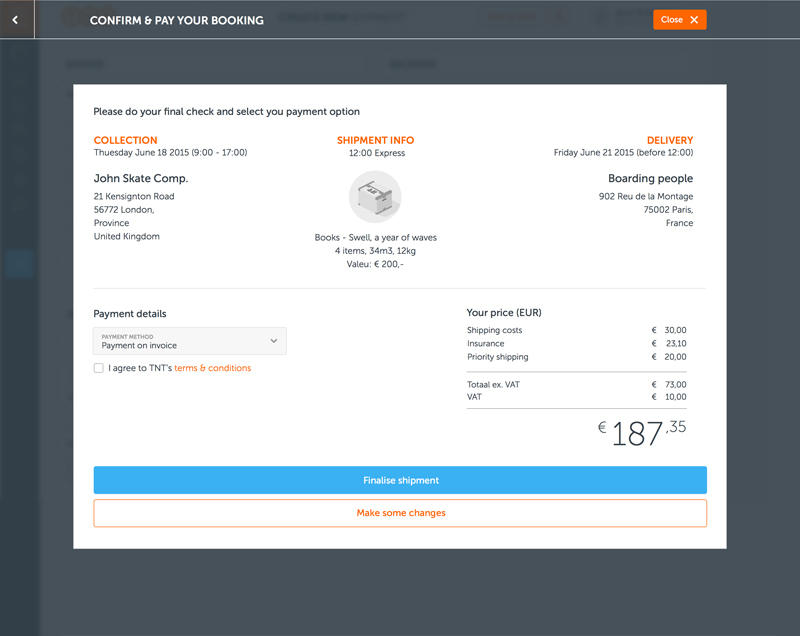 CONFIRM & PAY YOUR BOOKING
Close
Please do your final check and select you payment option
COLLECTION
Thuesday June 18 2015 (9:00 - 17:00)
John Skate Comp.
21 Kensignton Road
56772 London,
Province
United Kingdom
SHIPMENT INFO
12:00 Express
Books - Swell, a year of waves
4 items, 34m3, 12kg
Valeu: € 200,-
DELIVERY
Friday June 21 2015 (before 12:00)
Boarding people
902 Reu de la Montage
75002 Paris,
France
Payment details
PAYMENT METHOD
Payment on invoice
I agree to TNT's terms & conditions
Your price (EUR)
Shipping costs € 30,00
Insurance € 23,10
Priority shipping € 20,00
Totaal ex. VAT € 73,00
VAT € 10,00
€ 187,35
Finalise shipment
Make some changes